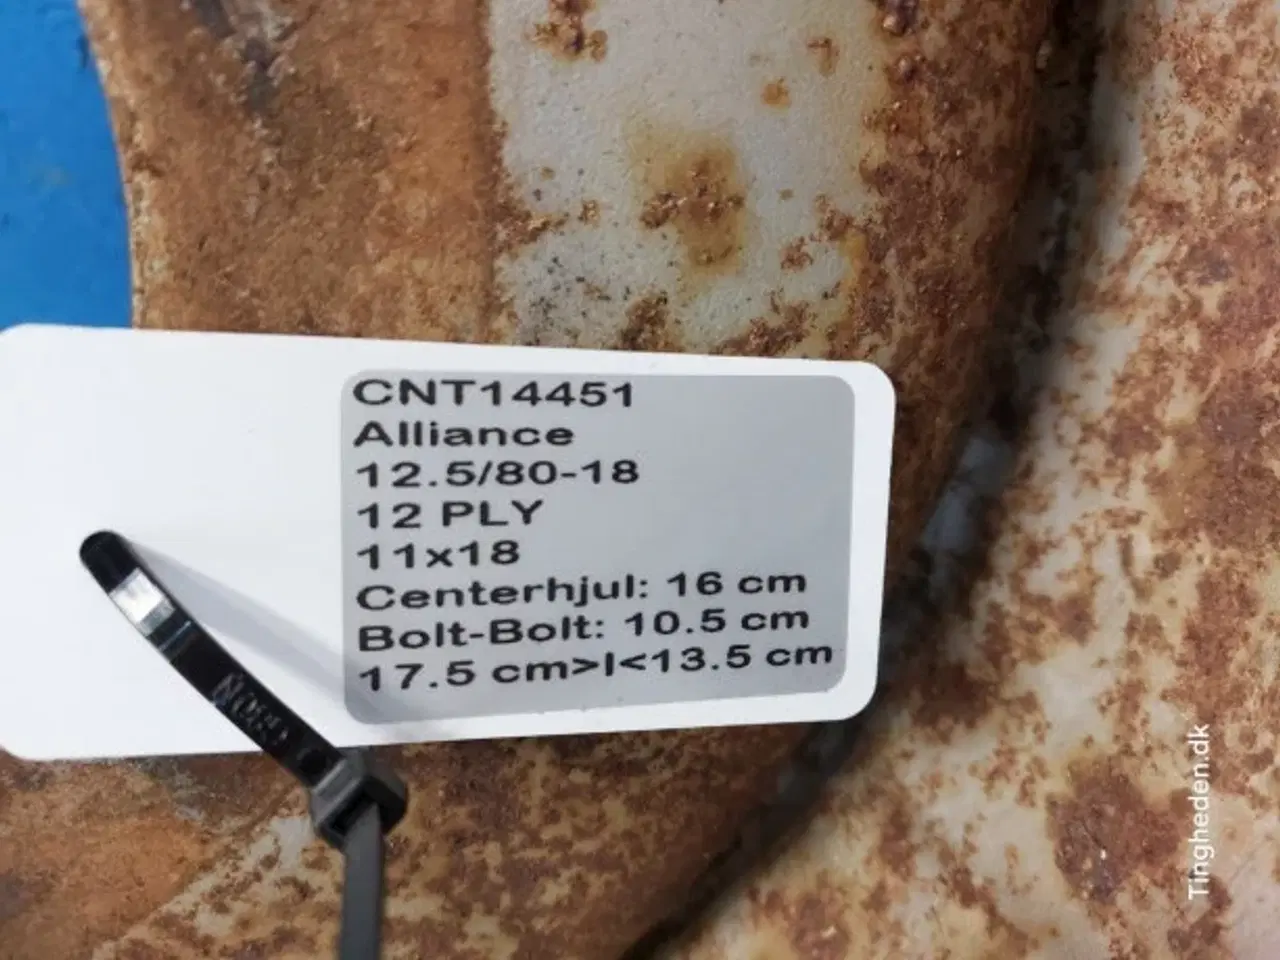 CNT14451
Alliance
12.5/80-18
12 PLY
11x18
Centerhjul: 16 cm
Bolt-Bolt: 10.5 cm
17.5 cm>I<13.5 cm
Tingheden.dk